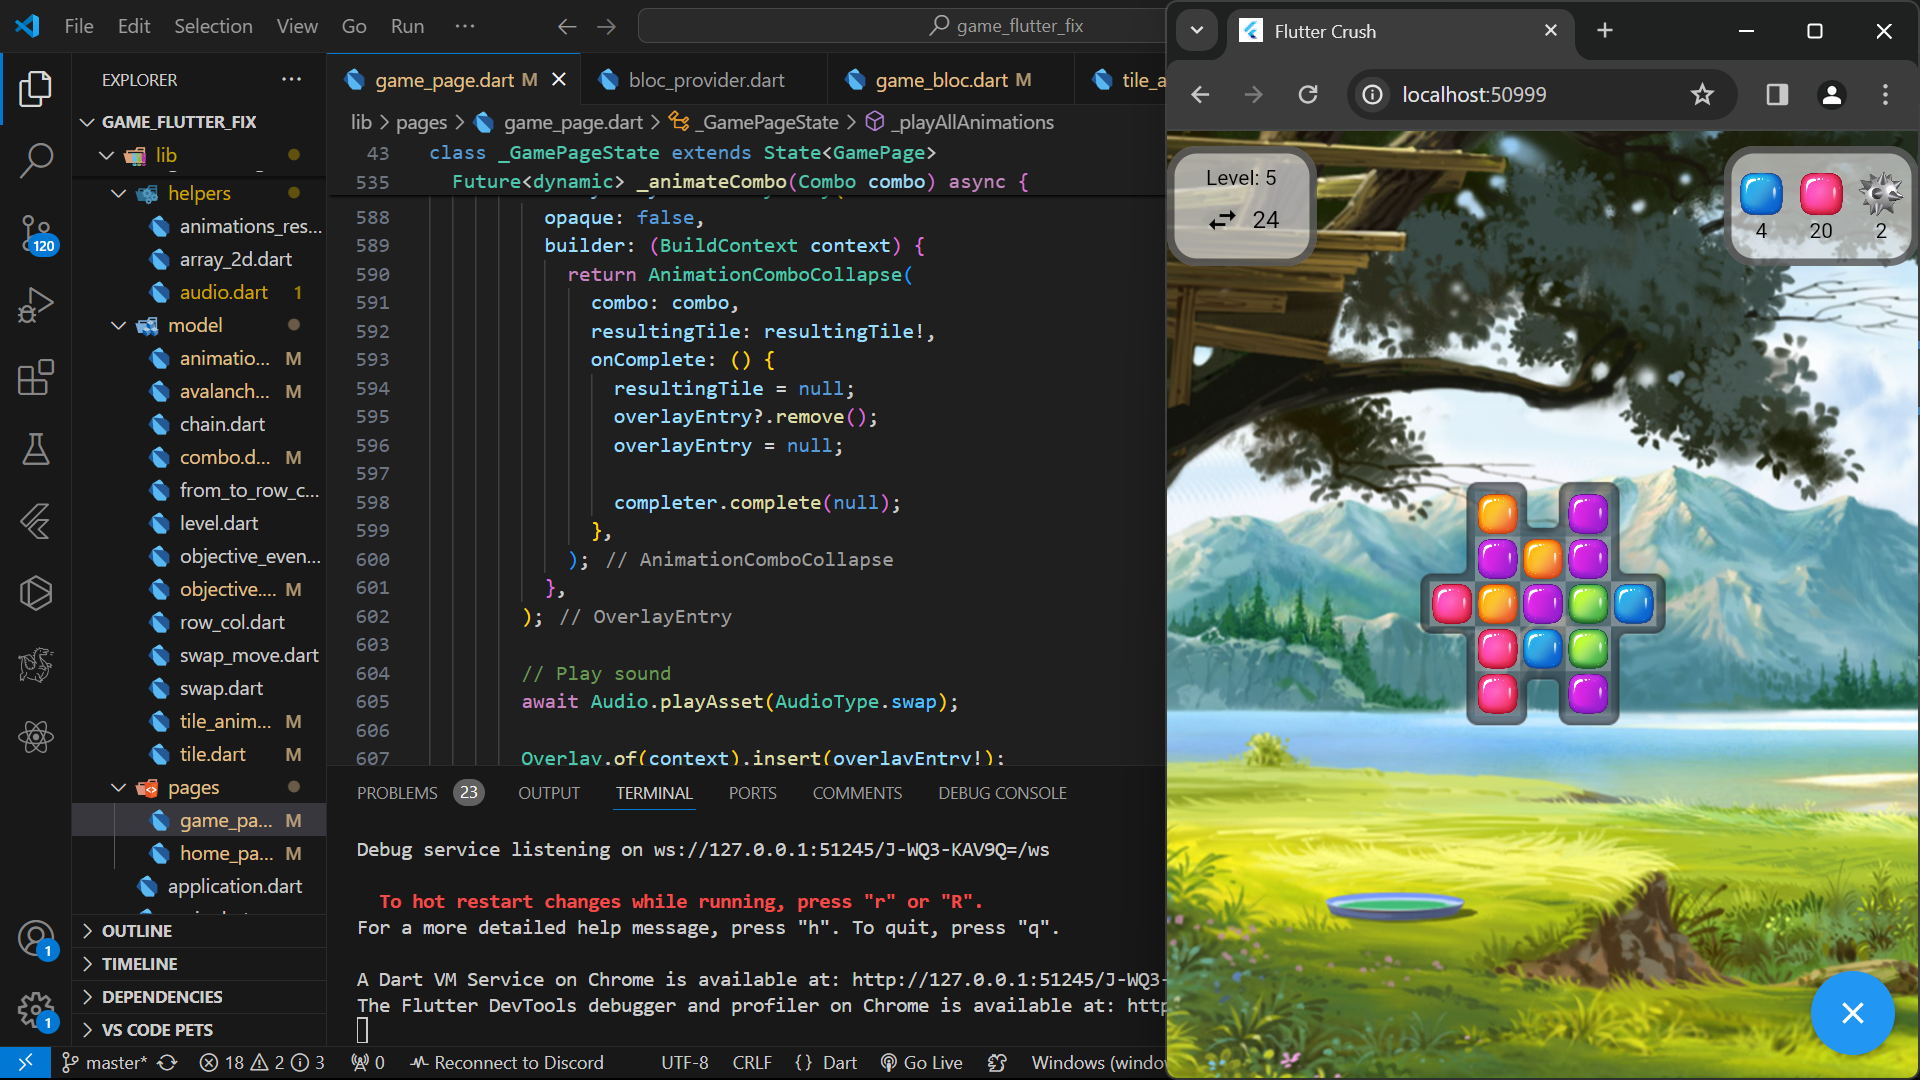 File Edit Selection View Go Run ···
game_flutter_fix
EXPLORER
GAME_FLUTTER_FIX
lib
helpers
animations_res...
array_2d.dart
audio.dart 1
model
animatio... M
avalanch... M
chain.dart
combo.d... M
from_to_row_c...
level.dart
objective_even...
objective.... M
row_col.dart
swap_move.dart
swap.dart
tile_anim... M
tile.dart M
pages
game_pa... M
home_pa... M
application.dart
OUTLINE
TIMELINE
DEPENDENCIES
VS CODE PETS
120
1
1
game_page.dart M
bloc_provider.dart
game_bloc.dart M
tile_a
lib > pages > game_page.dart > _GamePageState > _playAllAnimations
43 class _GamePageState extends State<GamePage>
535 Future<dynamic> _animateCombo(Combo combo) async {
588 opaque: false,
589 builder: (BuildContext context) {
590 return AnimationComboCollapse(
591 combo: combo,
592 resultingTile: resultingTile!,
593 onComplete: () {
594 resultingTile = null;
595 overlayEntry?.remove();
596 overlayEntry = null;
597
598 completer.complete(null);
599 },
600 ); // AnimationComboCollapse
601 },
602 ); // OverlayEntry
603
604 // Play sound
605 await Audio.playAsset(AudioType.swap);
606
607 Overlay.of(context).insert(overlayEntry!);
PROBLEMS 23 OUTPUT TERMINAL PORTS COMMENTS DEBUG CONSOLE
Debug service listening on ws://127.0.0.1:51245/J-WQ3-KAV9Q=/ws
To hot restart changes while running, press "r" or "R".
For a more detailed help message, press "h". To quit, press "q".
A Dart VM Service on Chrome is available at: http://127.0.0.1:51245/J-WQ3-
The Flutter DevTools debugger and profiler on Chrome is available at: http
master* 18 2 3 0 Reconnect to Discord UTF-8 CRLF {} Dart Go Live Windows (window
Flutter Crush
localhost:50999
Level: 5
24
4 20 2